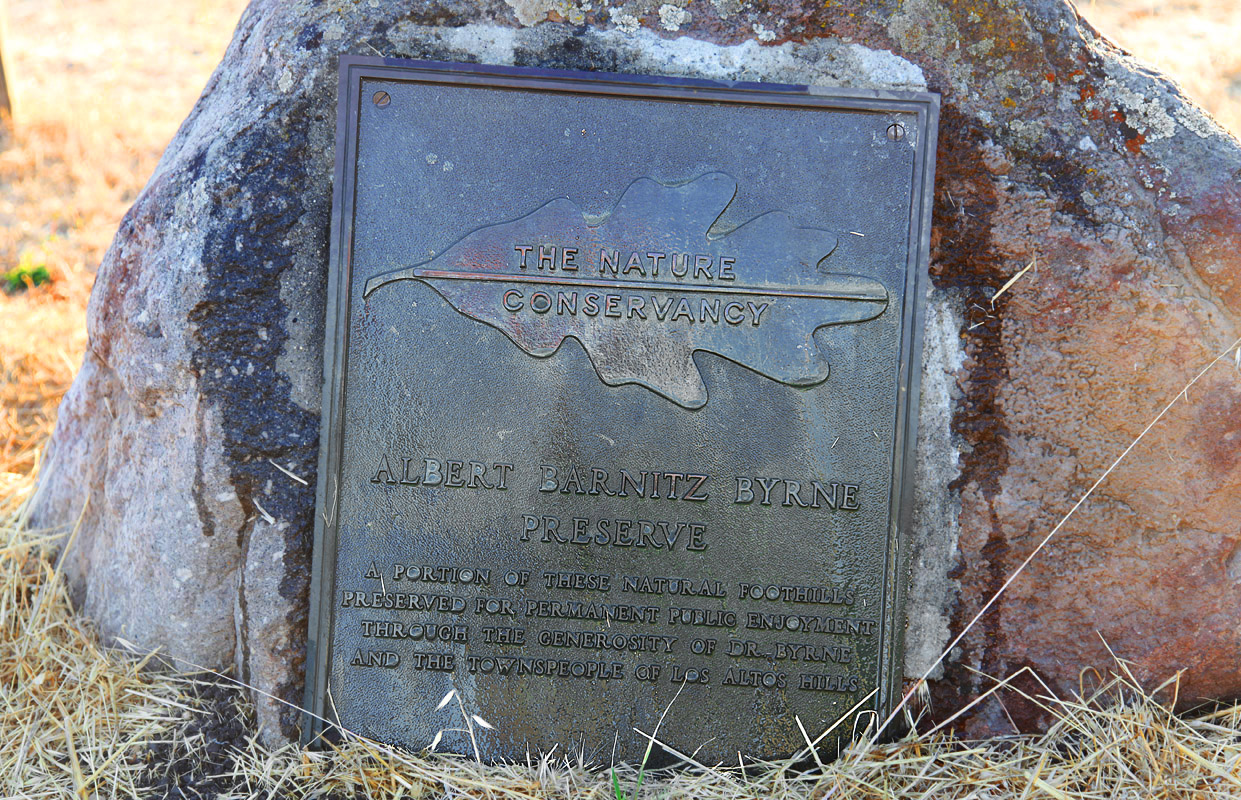 THE NATURE
CONSERVANCY
ALBERT BARNITZ BYRNE
PRESERVE
A PORTION OF THESE NATURAL FOOTHILLS
PRESERVED FOR PERMANENT PUBLIC ENJOYMENT
THROUGH THE GENEROSITY OF DR. BYRNE
AND THE TOWNSPEOPLE OF LOS ALTOS HILLS